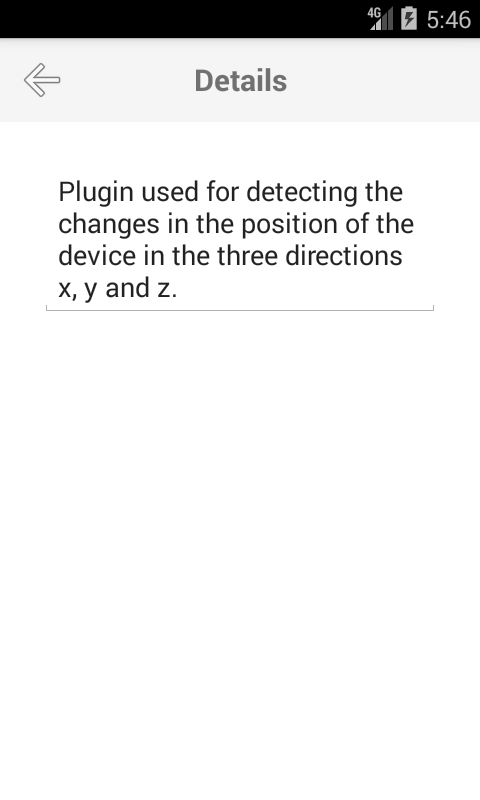 4G 5:46
Details
Plugin used for detecting the
changes in the position of the
device in the three directions
x, y and z.